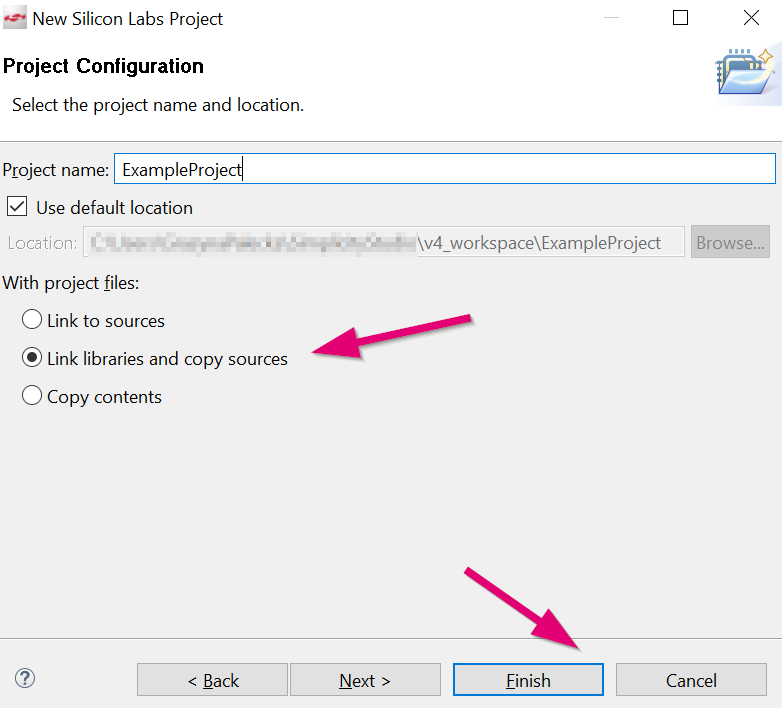 New Silicon Labs Project
Project Configuration
Select the project name and location.
Project name: ExampleProject
Use default location
Location: \v4_workspace\ExampleProject Browse...
With project files:
Link to sources
Link libraries and copy sources
Copy contents
< Back Next > Finish Cancel